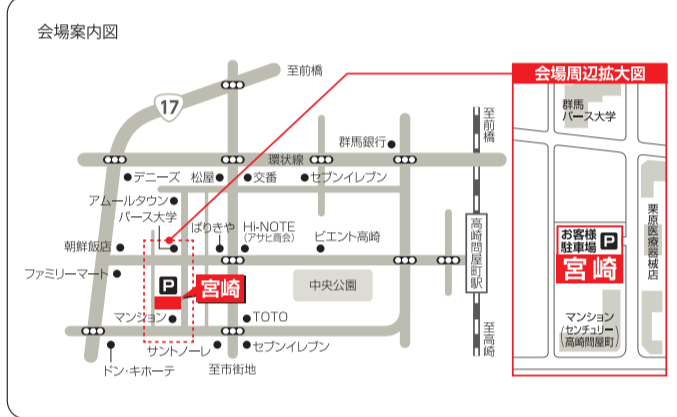 会場案内図
至前橋
17
至前橋
群馬銀行
環状線
デニーズ
松屋
交番
セブンイレブン
アムールタウン
パース大学
ばりきや
Hi-NOTE
(アサヒ商会)
ビエント高崎
朝鮮飯店
ファミリーマート
P
宮崎
中央公園
高崎問屋町駅
マンション
TOTO
サントノーレ
セブンイレブン
ドン・キホーテ
至市街地
至高崎
会場周辺拡大図
群馬
パース大学
お客様
駐車場
P
宮崎
栗原医療器械店
マンション
(センチュリー
高崎問屋町)